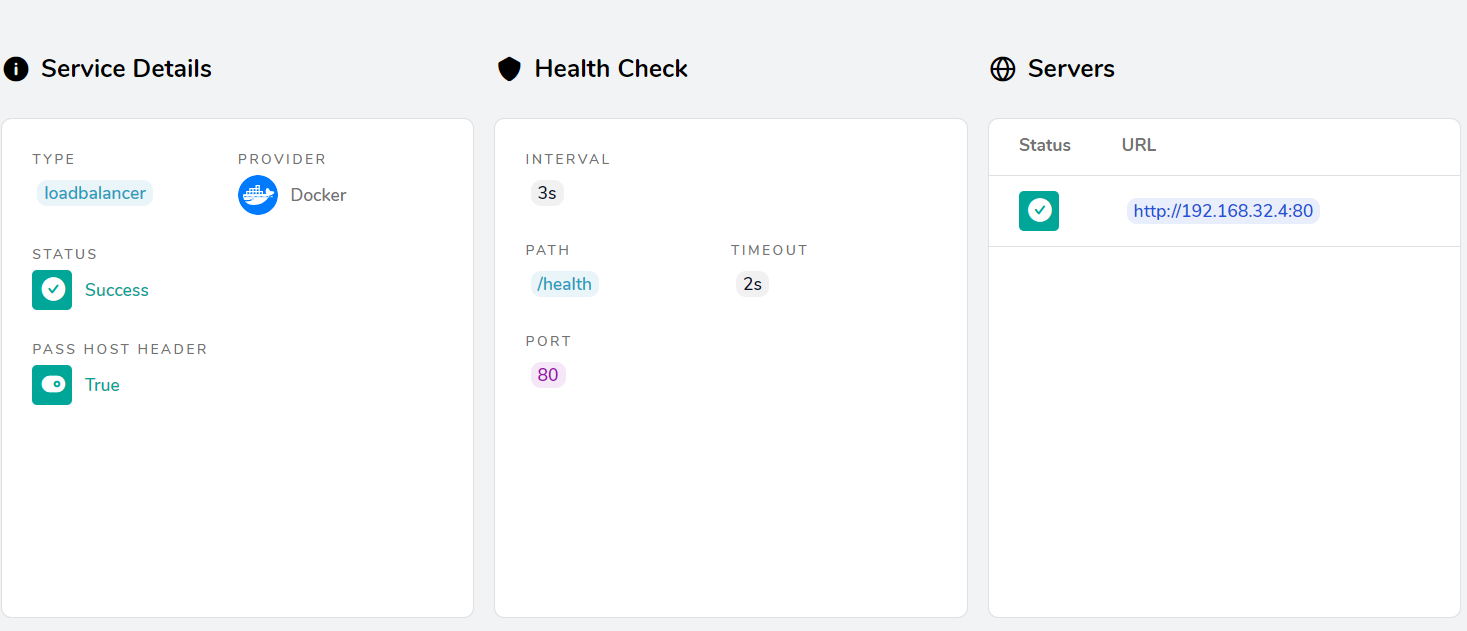 Service Details
TYPE
loadbalancer
PROVIDER
Docker
STATUS
Success
PASS HOST HEADER
True
Health Check
INTERVAL
3s
PATH
/health
TIMEOUT
2s
PORT
80
Servers
Status URL
http://192.168.32.4:80